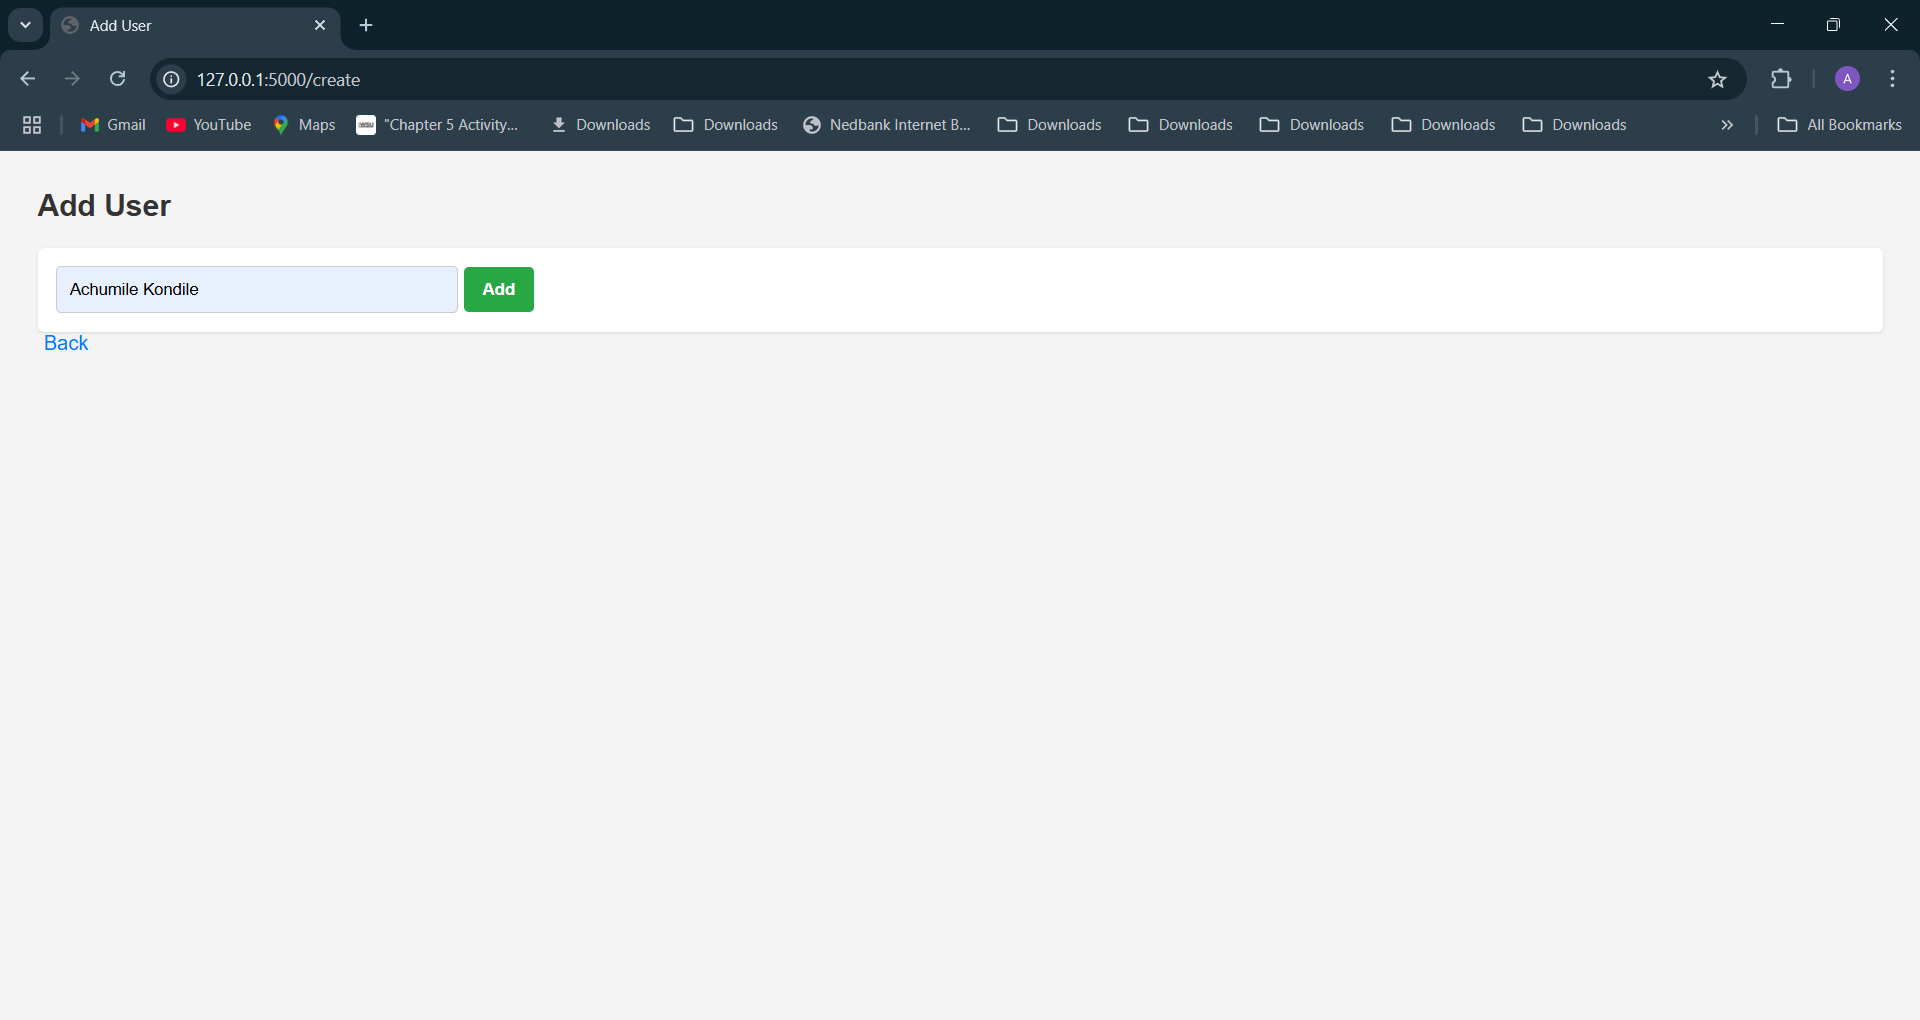 Add User
127.0.0.1:5000/create
A
Gmail
YouTube
Maps
"Chapter 5 Activity...
Downloads
Downloads
Nedbank Internet B...
Downloads
Downloads
Downloads
Downloads
Downloads
All Bookmarks
Add User
Achumile Kondile
Add
Back